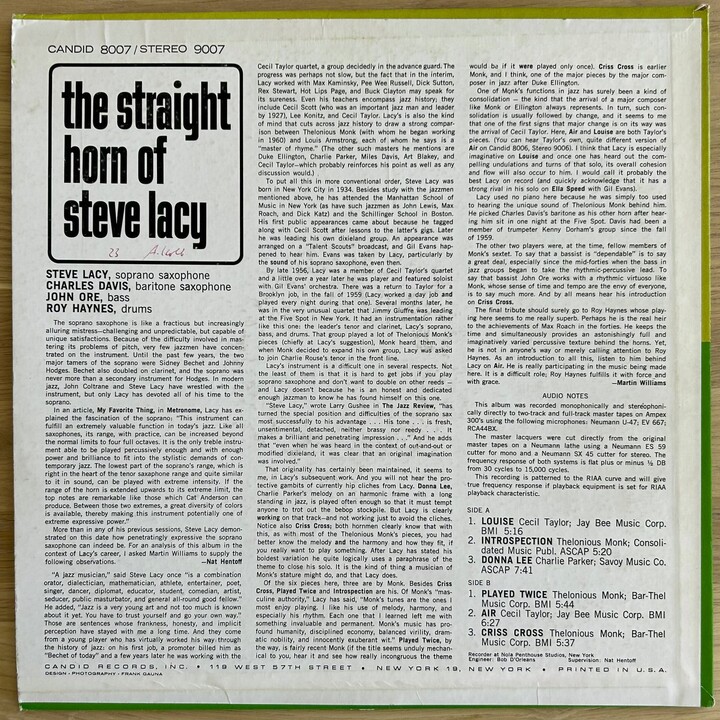 CANDID 8007/STEREO 9007
the straight
horn of
steve lacy
23
STEVE LACY, soprano saxophone
CHARLES DAVIS, baritone saxophone
JOHN ORE, bass
ROY HAYNES, drums
The soprano saxophone is like a fractious but increasingly
alluring mistress–challenging and unpredictable, but capable of
unique satisfactions. Because of the difficulty involved in mas-
tering its problems of pitch, very few jazzmen have concen-
trated on the instrument. Until the past few years, the two
major tamers of the soprano were Sidney Bechet and Johnny
Hodges. Bechet also doubled on clarinet, and the soprano was
never more than a secondary instrument for Hodges. In modern
jazz, John Coltrane and Steve Lacy have wrestled with the
instrument, but only Lacy has devoted all of his time to the
soprano.
In an article, My Favorite Thing, in Metronome, Lacy has ex-
plained the fascination of the soprano: "This instrument can
fulfill an extremely valuable function in today's jazz. Like all
saxophones, its range, with practice, can be increased beyond
the normal limits to four full octaves. It is the only treble instru-
ment able to be played percussively enough and with enough
power and brilliance to fit into the specific demands of con-
temporary jazz. The lowest part of the soprano's range, which is
right in the heart of the tenor saxophone range and quite similar
to it in sound, can be played with extreme intensity. If the
range of the horn is extended upwards to its extreme limit, the
top notes are remarkable like those which Cat' Anderson can
produce. Between those two extremes, a great diversity of colors
is available, thereby making this instrument potentially one of
extreme expressive power."
More than in any of his previous sessions, Steve Lacy demon-
strated on this date how penetratingly expressive the soprano
saxophone can indeed be. For an analysis of this album in the
context of Lacy's career, I asked Martin Williams to supply the
following observations. —Nat Hentoff
"A jazz musician," said Steve Lacy once "is a combination
orator, dialectician, mathematician, athlete, entertainer, poet,
singer, dancer, diplomat, educator, student, comedian, artist,
seducer, public masturbator, and general all-round good fellow."
He added, "Jazz is a very young art and not too much is known
about it yet. You have to trust yourself and go your own way."
Those are sentences whose frankness, honesty, and implicit
perception have stayed with me a long time. And they come
from a young player who has virtually worked his way through
the history of jazz: on his first job, a promoter billed him as
"Bechet of today" and a few years later he was working with the
Cecil Taylor quartet, a group decidedly in the advance guard. The
progress was perhaps not slow, but the fact that in the interim,
Lacy worked with Max Kaminsky, Pee Wee Russell, Dick Sutton,
Rex Stewart, Hot Lips Page, and Buck Clayton may speak for
its sureness. Even his teachers encompass jazz history; they
include Cecil Scott (who was an important jazz man and leader
by 1927), Lee Konitz, and Cecil Taylor. Lacy's is also the kind
of mind that cuts across jazz history to draw a strong compar-
ison between Thelonious Monk (with whom he began working
in 1960) and Louis Armstrong, each of whom he says is a
"master of rhyme." (The other such masters he mentions are
Duke Ellington, Charlie Parker, Miles Davis, Art Blakey, and
Cecil Taylor—which probably reinforces his point as well as any
discussion would.)
To put all this in more conventional order, Steve Lacy was
born in New York City in 1934. Besides study with the jazzmen
mentioned above, he has attended the Manhattan School of
Music in New York (as have such jazzmen as John Lewis, Max
Roach, and Dick Katz) and the Schillinger School in Boston.
His first public appearances came about because he tagged
along with Cecil Scott after lessons to the latter's gigs. Later
he was leading his own dixieland group. An appearance was
arranged on a "Talent Scouts" broadcast, and Gil Evans hap-
pened to hear him. Evans was taken by Lacy, particularly by
the sound of his soprano saxophone, even then.
By late 1956, Lacy was a member of Cecil Taylor's quartet
and a little over a year later he was player and featured soloist
with Gil Evans' orchestra. There was a return to Taylor for a
Brooklyn job, in the fall of 1959 (Lacy worked a day job and
played every night during that one). Several months later, he
was in the very unusual quartet that Jimmy Giuffre was leading
at the Five Spot in New York. It had an instrumentation rather
like this one: the leader's tenor and clarinet, Lacy's soprano,
bass, and drums. That group played a lot of Thelonious Monk's
pieces (chiefly at Lacy's suggestion), Monk heard them, and
when Monk decided to expand his own group, Lacy was asked
to join Charlie Rouse's tenor in the front line.
Lacy's instrument is a difficult one in several respects. Not
the least of them is that it is hard to get jobs if you play
soprano saxophone and don't want to double on other reeds —
and Lacy doesn't because he is an honest and dedicated
enough jazzman to know he has found himself on this one.
"Steve Lacy," wrote Larry Gushee in The Jazz Review, "has
turned the special position and difficulties of the soprano sax
most successfully to his advantage . . . His tone . . . is fresh,
unsentimental, detached, neither brassy nor reedy . . . It
makes a brilliant and penetrating impression . . ." And he adds
that "even when he was in the context of out-and-out or
modified dixieland, it was clear that an original imagination
was involved."
That originality has certainly been maintained, it seems to
me, in Lacy's subsequent work. And you will not hear the pro-
tective gambits of currently hip cliches from Lacy. Donna Lee,
Charlie Parker's melody on an harmonic frame with a long
standing in jazz, is played often enough so that it must tempt
anyone to trot out the bebop stockpile. But Lacy is clearly
working on that track—and not working just to avoid the cliches.
Notice also Criss Cross; both hornmen clearly know that with
this, as with most of the Thelonious Monk's pieces, you had
better know the melody and the harmony and how they fit, if
you really want to play something. After Lacy has stated his
boldest variation he quite logically uses a paraphrase of the
theme to close his solo. It is the kind of thing a musician of
Monk's stature might do, and that Lacy does.
Of the six pieces here, three are by Monk. Besides Criss
Cross, Played Twice and Introspection are his. Of Monk's "mas-
culine authority," Lacy has said, "Monk's tunes are the ones I
most enjoy playing. I like his use of melody, harmony, and
especially his rhythm. Each one that I learned left me with
something invaluable and permanent. Monk's music has pro-
found humanity, disciplined economy, balanced virility, dram-
atic nobility, and innocently exuberant wit." Played Twice, by
the way, is fairly recent Monk (if the title seems unduly mechan-
ical to you, hear it and see how really incongruous the theme
would be if it were played only once). Criss Cross is earlier
Monk, and I think, one of the major pieces by the major com-
poser in jazz after Duke Ellington.
One of Monk's functions in jazz has surely been a kind of
consolidation – the kind that the arrival of a major composer
like Monk or Ellington always represents. In turn, such con-
solidation is usually followed by change, and it seems to me
that one of the first signs that major change is on its way was
the arrival of Cecil Taylor. Here, Air and Louise are both Taylor's
pieces. (You can hear Taylor's own, quite different version of
Air on Candid 8006, Stereo 9006). I think that Lacy is especially
imaginative on Louise and once one has heard out the com-
pelling undulations and turns of that solo, its overall cohesion
and flow will also occur to him. I would call it probably the
best Lacy on record (and quickly acknowledge that it has
a strong rival in his solo on Ella Speed with Gil Evans).
Lacy used no piano here because he was simply too used
to hearing the unique sound of Thelonious Monk behind him.
He picked Charles Davis's baritone as his other horn after hear-
ing him sit in one night at the Five Spot. Davis had been a
member of trumpeter Kenny Dorham's group since the fall
of 1959.
The other two players were, at the time, fellow members of
Monk's sextet. To say that a bassist is "dependable" is to say
a great deal, especially since the mid-forties when the bass in
jazz groups began to take the rhythmic-percussive lead. To
say that bassist John Ore works with a rhythmic virtuoso like
Monk, whose sense of time and tempo are the envy of everyone,
is to say much more. And by all means hear his introduction
on Criss Cross.
The final tribute should surely go to Roy Haynes whose play-
ing here seems to me really superb. Perhaps he is the real heir
to the achievements of Max Roach in the forties. He keeps the
time and simultaneously provides an astonishingly full and
imaginatively varied percussive texture behind the horns. Yet,
he is not in anyone's way or merely calling attention to Roy
Haynes. As an introduction to all this, listen to him behind
Lacy on Air. He is really participating in the music being made
here. It is a difficult role; Roy Haynes fulfills it with force and
with grace. —Martin Williams
AUDIO NOTES
This album was recorded monophonically and stereophoni-
cally directly to two-track and full-track master tapes on Ampex
300's using the following microphones: Neumann U-47; EV 667;
RCA44BX.
The master lacquers were cut directly from the original
master tapes on a Neumann lathe using a Neumann ES 59
cutter for mono and a Neumann SX 45 cutter for stereo. The
frequency response of both systems is flat plus or minus ½ DB
from 30 cycles to 15,000 cycles.
This recording is patterned to the RIAA curve and will give
true frequency response if playback equipment is set for RIAA
playback characteristic.
SIDE A
1. LOUISE Cecil Taylor; Jay Bee Music Corp.
BMI 5:16
2. INTROSPECTION Thelonious Monk; Consoli-
dated Music Publ. ASCAP 5:20
3. DONNA LEE Charlie Parker; Savoy Music Co.
ASCAP 7:41
SIDE B
1. PLAYED TWICE Thelonious Monk; Bar-Thel
Music Corp. BMI 5:44
2. AIR Cecil Taylor; Jay Bee Music Corp. BMI
6:27
3. CRISS CROSS Thelonious Monk; Bar-Thel
Music Corp. BMI 5:37
Recorded at Nola Penthouse Studios, New York
Engineer: Bob D'Orleans Supervision: Nat Hentoff
CANDID RECORDS, INC. • 119 WEST 57TH STREET • NEW YORK 19, NEW YORK • PRINTED IN U.S.A.
DESIGN - PHOTOGRAPHY - FRANK GAUNA